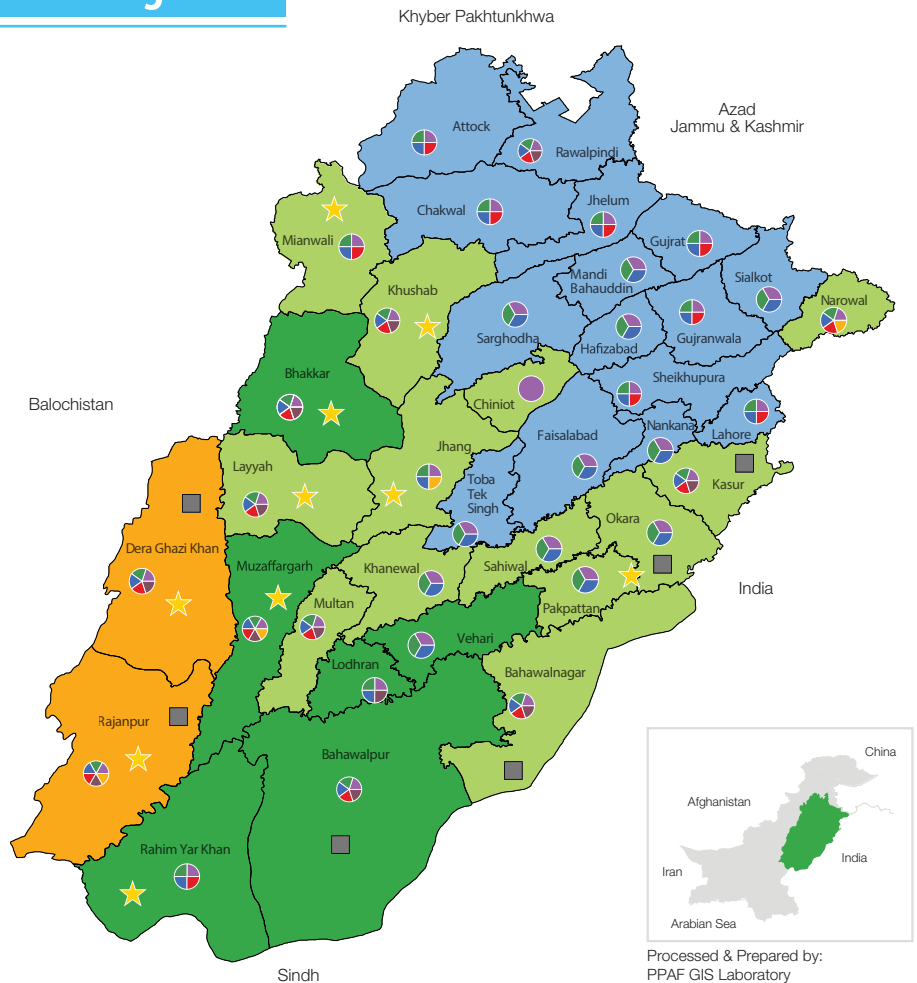 Khyber Pakhtunkhwa
Azad
Jammu & Kashmir
Attock
Rawalpindi
Chakwal
Jhelum
Mianwali
Gujrat
Khushab
Mandi
Bahauddin
Sialkot
Narowal
Sarghodha
Hafizabad
Gujranwala
Bhakkar
Sheikhupura
Balochistan
Chiniot
Faisalabad
Nankana
Lahore
Layyah
Jhang
Toba
Tek
Singh
Kasur
Okara
Dera Ghazi Khan
Muzaffargarh
Khanewal
Sahiwal
India
Multan
Pakpattan
Vehari
Lodhran
Bahawalnagar
Rajanpur
Bahawalpur
Rahim Yar Khan
Sindh
China
Afghanistan
India
Iran
Arabian Sea
Processed & Prepared by:
PPAF GIS Laboratory